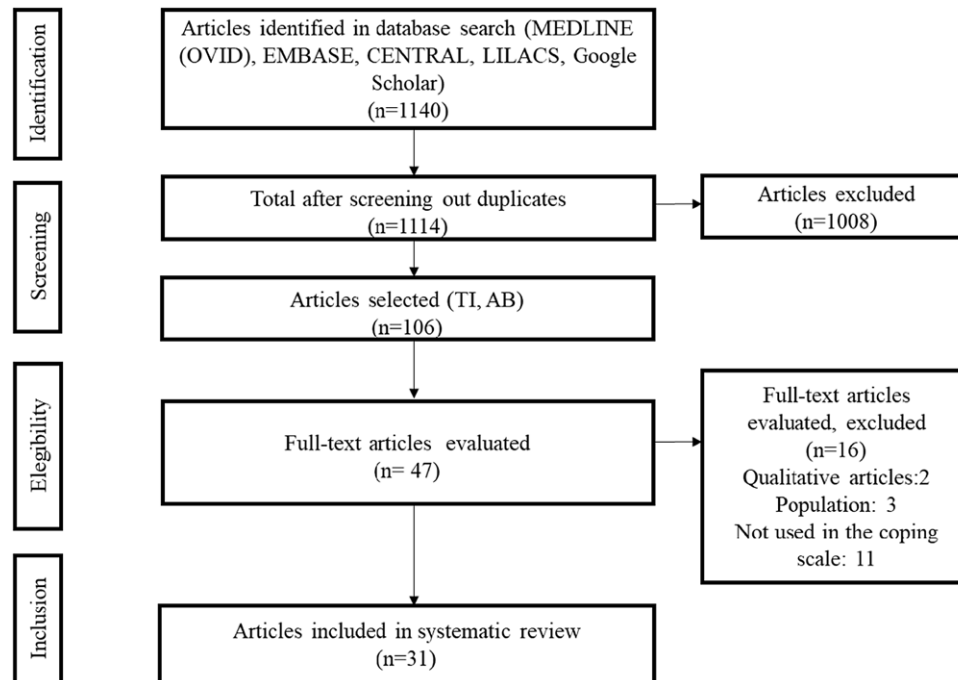 Identification
Articles identified in database search (MEDLINE
(OVID), EMBASE, CENTRAL, LILACS, Google
Scholar)
(n=1140)
Screening
Total after screening out duplicates
(n=1114)
Articles excluded
(n=1008)
Articles selected (TI, AB)
(n=106)
Elegibility
Full-text articles evaluated
(n= 47)
Full-text articles
evaluated, excluded
(n=16)
Qualitative articles:2
Population: 3
Not used in the coping
scale: 11
Inclusion
Articles included in systematic review
(n=31)